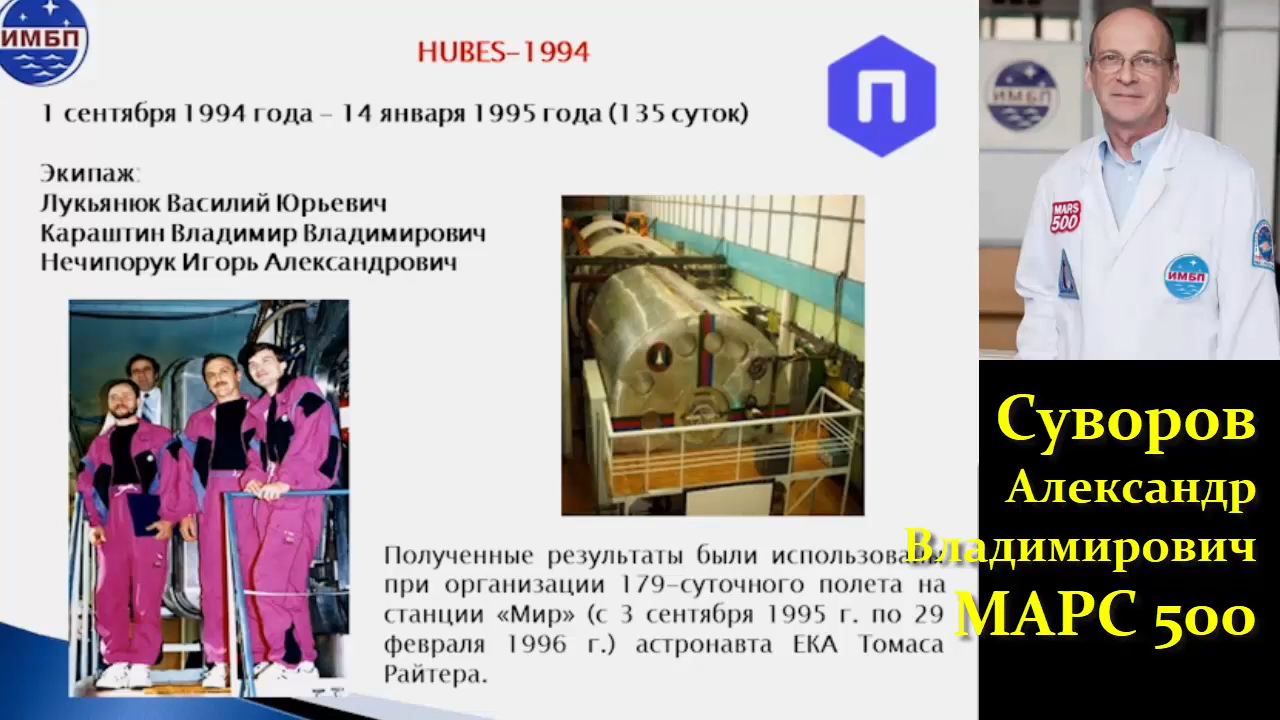 ИМБП
HUBES-1994
П
1 сентября 1994 года – 14 января 1995 года (135 суток)
Экипаж:
Лукьянюк Василий Юрьевич
Караштин Владимир Владимирович
Нечипорук Игорь Александрович
Полученные результаты были использованы
при организации 179-суточного полета на
станции «Мир» (с 3 сентября 1995 г. по 29
февраля 1996 г.) астронавта ЕКА Томаса
Райтера.
ИМБП
MARS
500
ИМБП
Суворов
Александр
Владимирович
МАРС 500